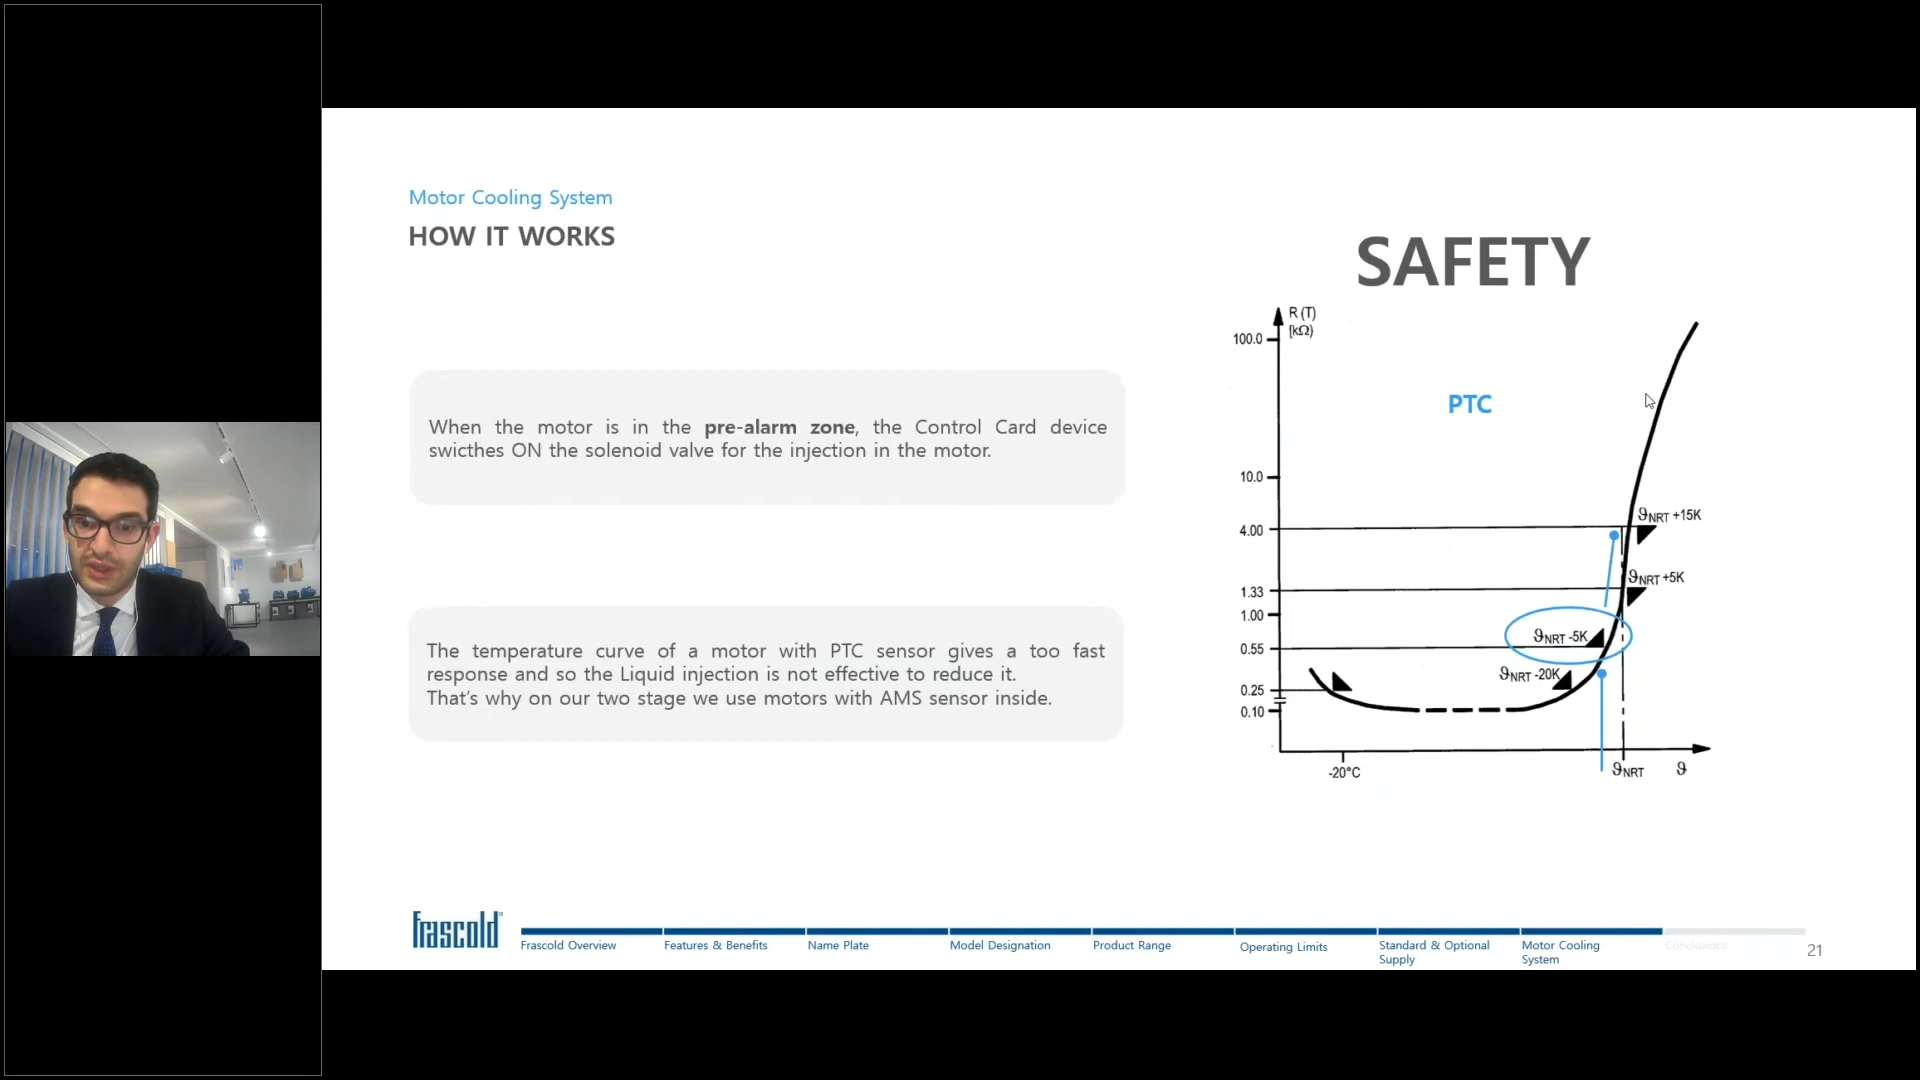 Motor Cooling System
HOW IT WORKS
SAFETY
When the motor is in the pre-alarm zone, the Control Card device
swicthes ON the solenoid valve for the injection in the motor.
The temperature curve of a motor with PTC sensor gives a too fast
response and so the Liquid injection is not effective to reduce it.
That's why on our two stage we use motors with AMS sensor inside.
R (T)
[kΩ)
100.0
PTC
10.0
ϑNRT +15K
4.00
ϑNRT +5K
1.33
1.00
ϑNRT -5K
0.55
ϑNRT -20K
0.25
0.10
-20°C
ϑNRT
ϑ
frascold
Frascold Overview
Features & Benefits
Name Plate
Model Designation
Product Range
Operating Limits
Standard & Optional
Supply
Motor Cooling
System
Conclusions
21